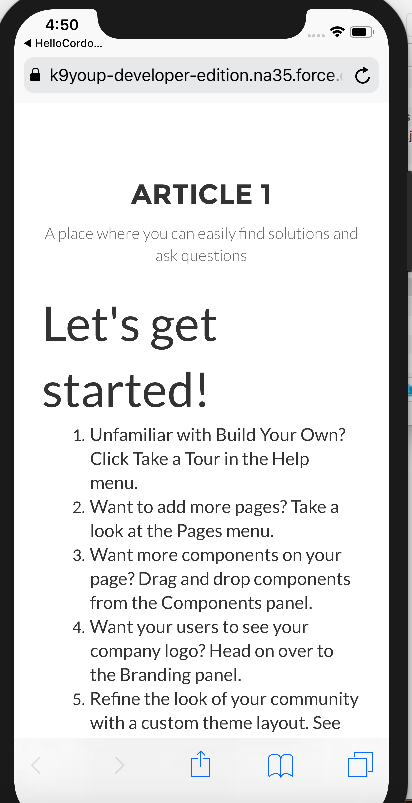 4:50
◀ HelloCordo...
k9youp-developer-edition.na35.force.
ARTICLE 1
A place where you can easily find solutions and
ask questions
Let's get
started!
1. Unfamiliar with Build Your Own?
Click Take a Tour in the Help
menu.
2. Want to add more pages? Take a
look at the Pages menu.
3. Want more components on your
page? Drag and drop components
from the Components panel.
4. Want your users to see your
company logo? Head on over to
the Branding panel.
5. Refine the look of your community
with a custom theme layout. See